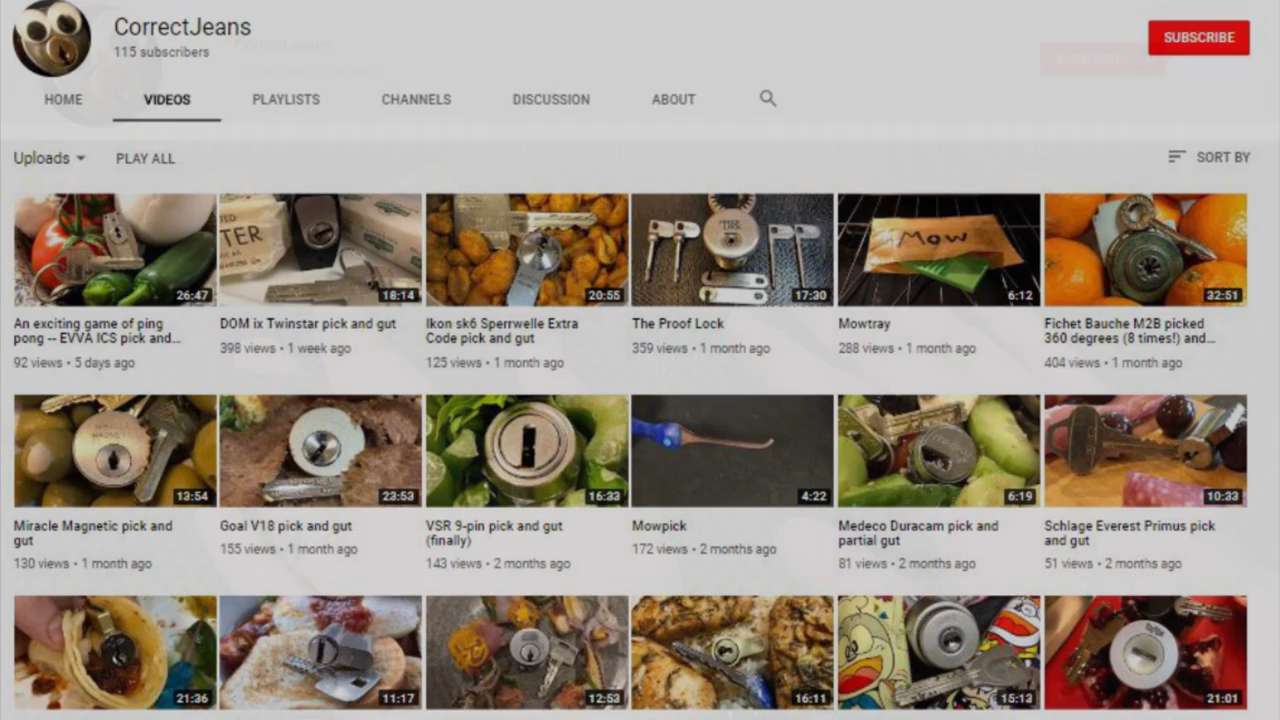 CorrectJeans
115 subscribers
SUBSCRIBE
HOME VIDEOS PLAYLISTS CHANNELS DISCUSSION ABOUT
Uploads PLAY ALL SORT BY
TER
Mow
26:47 18:14 20:55 17:30 6:12 32:51
An exciting game of ping
pong -- EVVA ICS pick and...
92 views • 5 days ago
DOM ix Twinstar pick and gut
398 views • 1 week ago
Ikon sk6 Sperrwelle Extra
Code pick and gut
125 views • 1 month ago
The Proof Lock
359 views • 1 month ago
Mowtray
288 views • 1 month ago
Fichet Bauche M2B picked
360 degrees (8 times!) and...
404 views • 1 month ago
13:54 23:53 16:33 4:22 6:19 10:33
Miracle Magnetic pick and
gut
130 views • 1 month ago
Goal V18 pick and gut
155 views • 1 month ago
VSR 9-pin pick and gut
(finally)
143 views • 2 months ago
Mowpick
172 views • 2 months ago
Medeco Duracam pick and
partial gut
81 views • 2 months ago
Schlage Everest Primus pick
and gut
51 views • 2 months ago
21:36 11:17 12:53 16:11 15:13 21:01